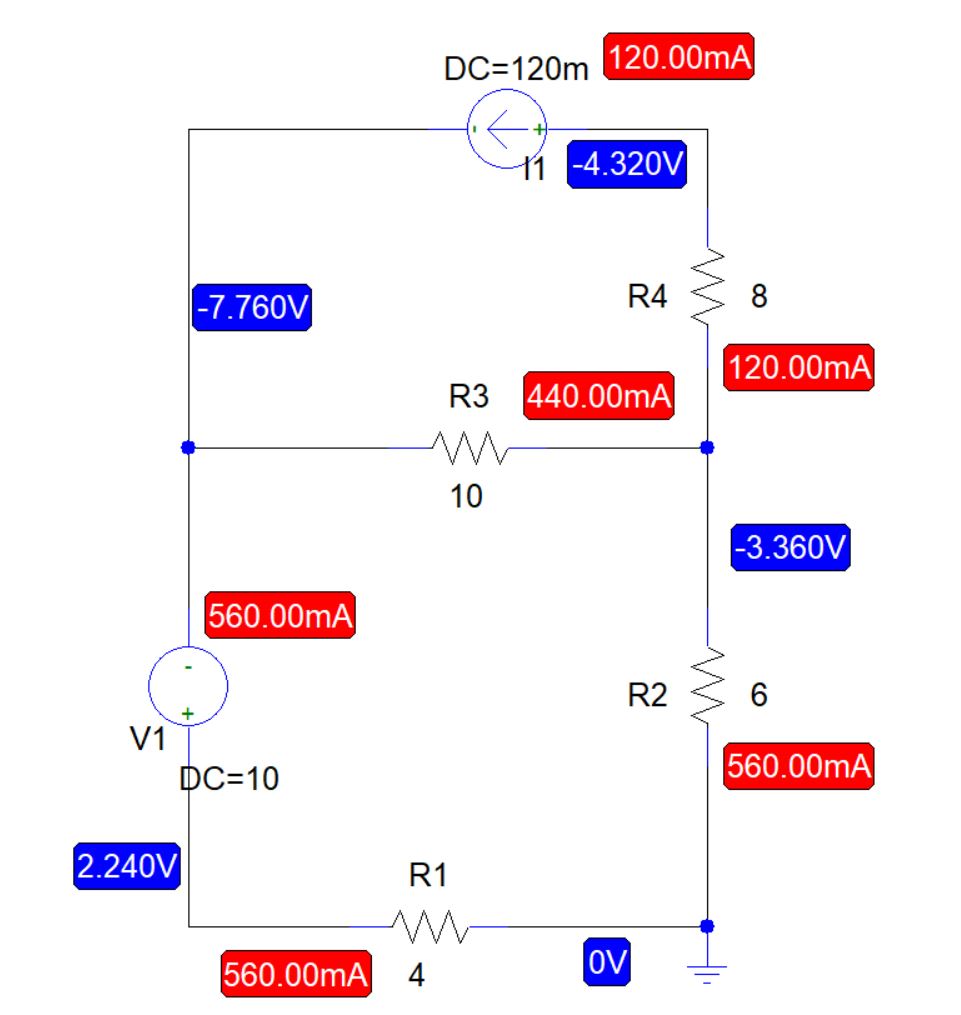 DC=120m
120.00mA
-
+
I1
-4.320V
-7.760V
R4
8
120.00mA
R3
440.00mA
10
-3.360V
560.00mA
-
+
V1
DC=10
R2
6
560.00mA
2.240V
R1
560.00mA
4
0V